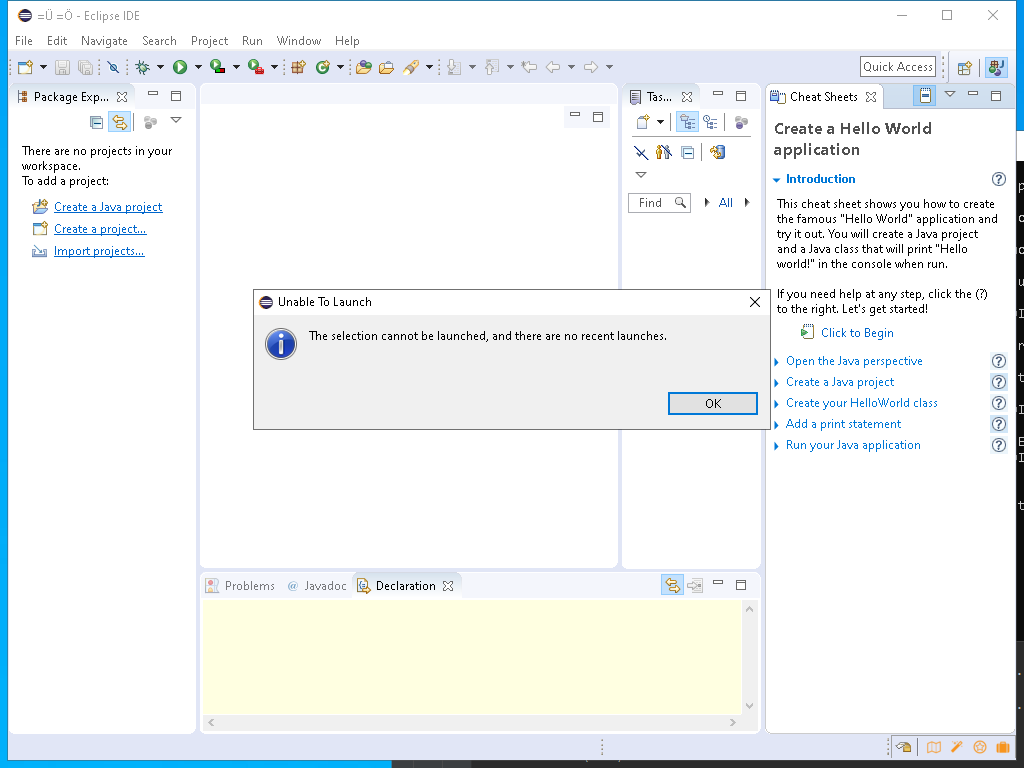 =Ü =Ö - Eclipse IDE
File Edit Navigate Search Project Run Window Help
Quick Access
Package Exp...
There are no projects in your
workspace.
To add a project:
Create a Java project
Create a project...
Import projects...
Tas...
Find
All
Cheat Sheets
Create a Hello World
application
Introduction
This cheat sheet shows you how to create
the famous "Hello World" application and
try it out. You will create a Java project
and a Java class that will print "Hello
world!" in the console when run.
If you need help at any step, click the (?)
to the right. Let's get started!
Click to Begin
Open the Java perspective
Create a Java project
Create your HelloWorld class
Add a print statement
Run your Java application
Unable To Launch
The selection cannot be launched, and there are no recent launches.
OK
Problems @ Javadoc Declaration